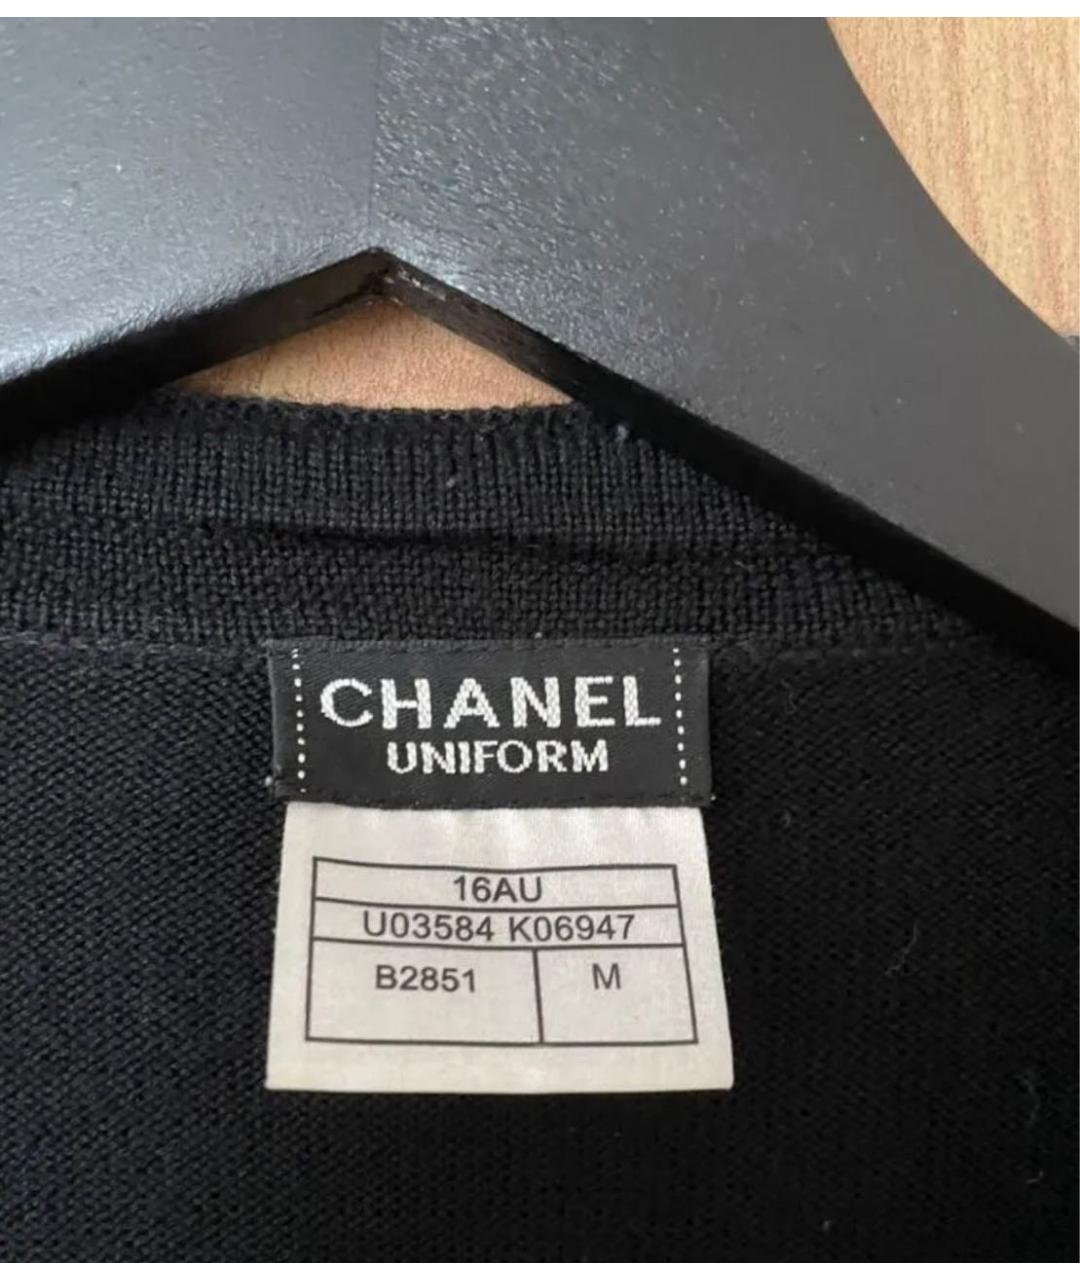 CHANEL
UNIFORM
16AU
U03584 K06947
B2851 M